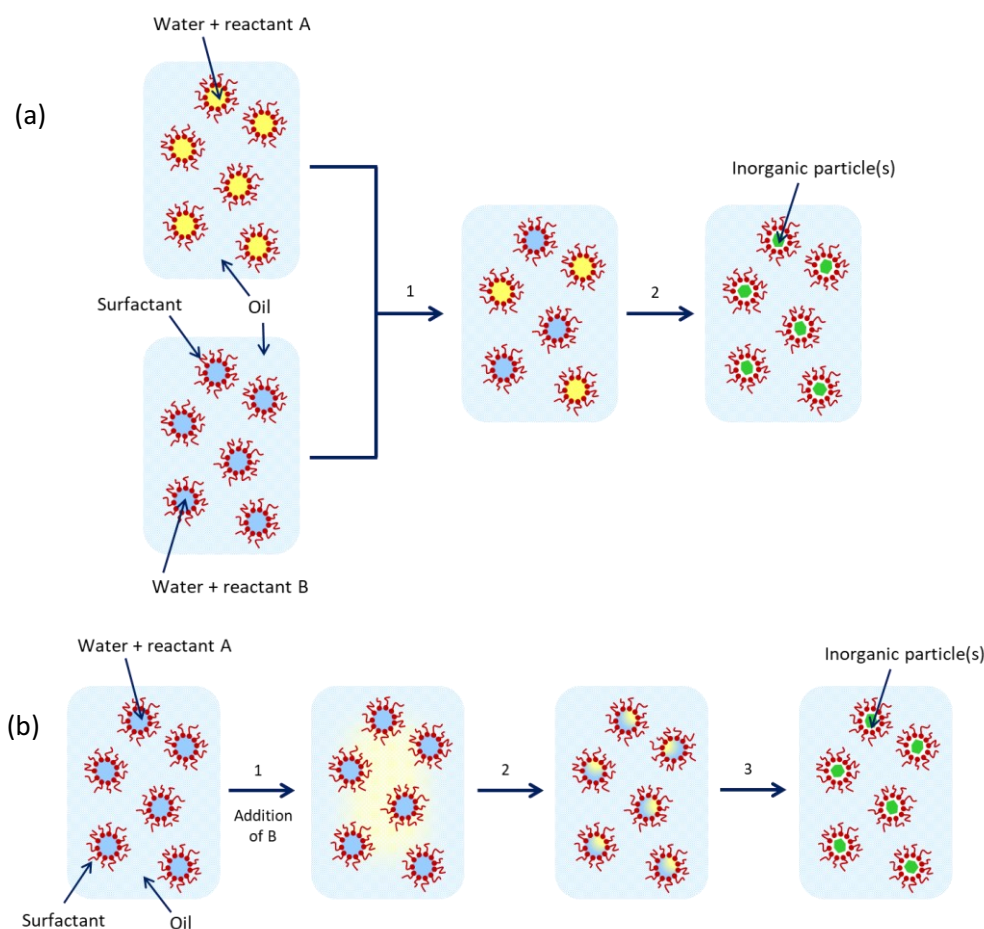 Water + reactant A
(a)
Inorganic particle(s)
Surfactant
Oil
1
2
Water + reactant B
Water + reactant A
Inorganic particle(s)
(b)
1
2
3
Addition
of B
Surfactant
Oil